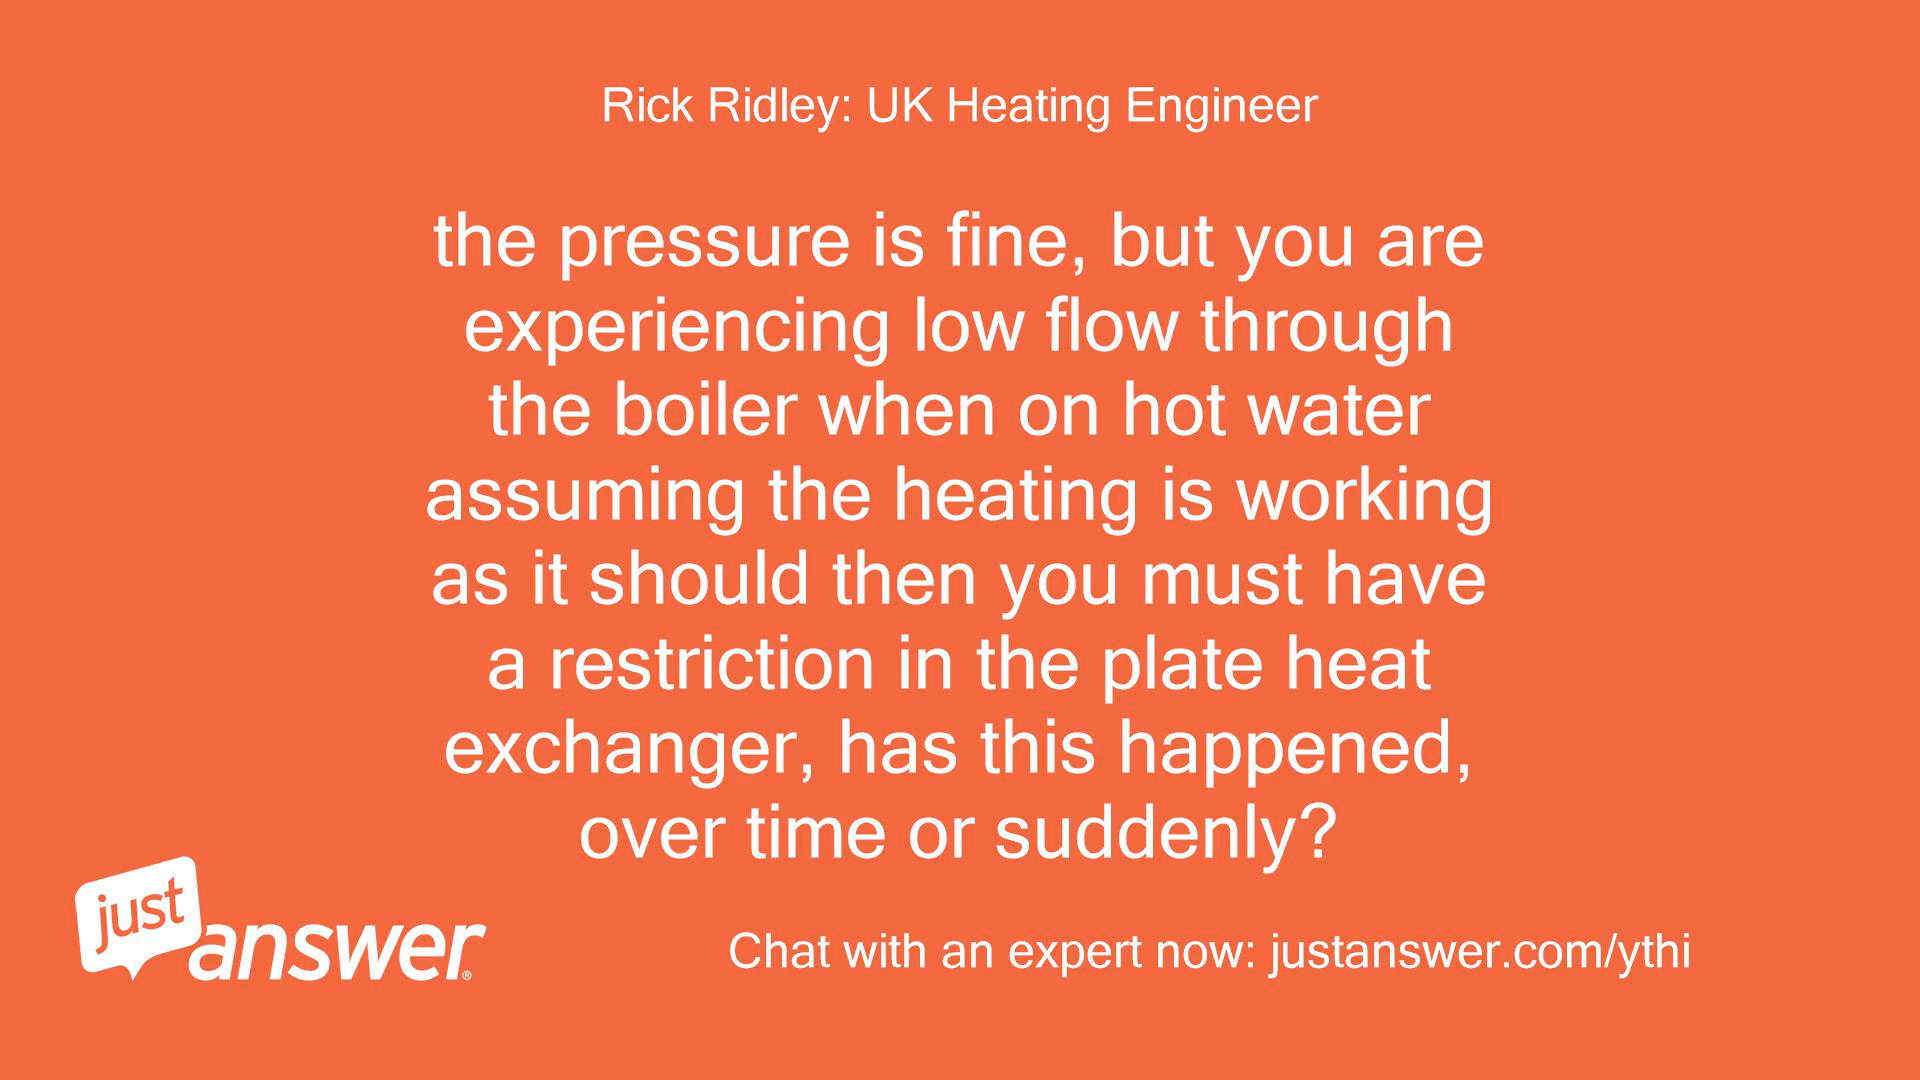 Rick Ridley: UK Heating Engineer
the pressure is fine, but you are
experiencing low flow through
the boiler when on hot water
assuming the heating is working
as it should then you must have
a restriction in the plate heat
exchanger, has this happened,
over time or suddenly?
just
answer®
Chat with an expert now: justanswer.com/ythi